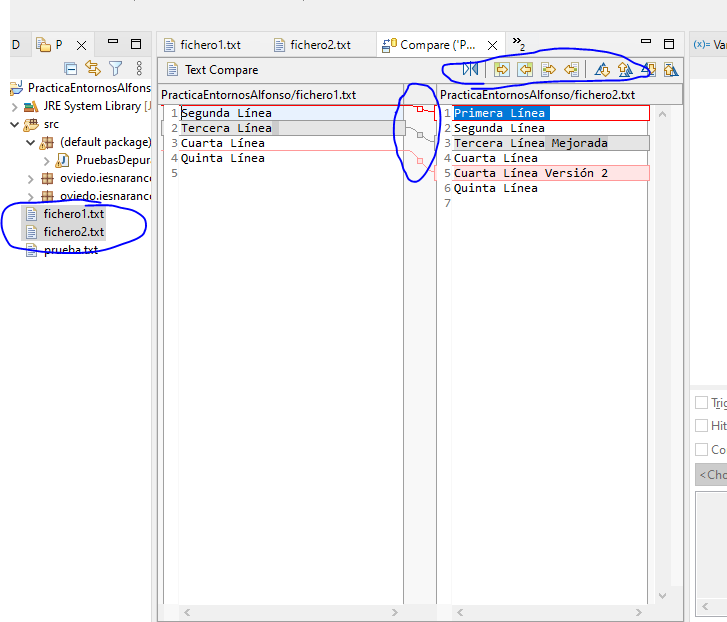 D
P
fichero1.txt
fichero2.txt
Compare ('P...
2
(x)= Var
Text Compare
PracticaEntornosAlfonso/fichero1.txt
PracticaEntornosAlfonso/fichero2.txt
PracticaEntornosAlfons
JRE System Library [J
src
(default package)
PruebasDepur
oviedo.iesnaranco
oviedo.iesnaranco
fichero1.txt
fichero2.txt
prueba.txt
1 Segunda Línea
2 Tercera Línea
3 Cuarta Línea
4 Quinta Línea
5
1 Primera Línea
2 Segunda Línea
3 Tercera Línea Mejorada
4 Cuarta Línea
5 Cuarta Línea Versión 2
6 Quinta Línea
7
Trig
Hit
Co
<Cho